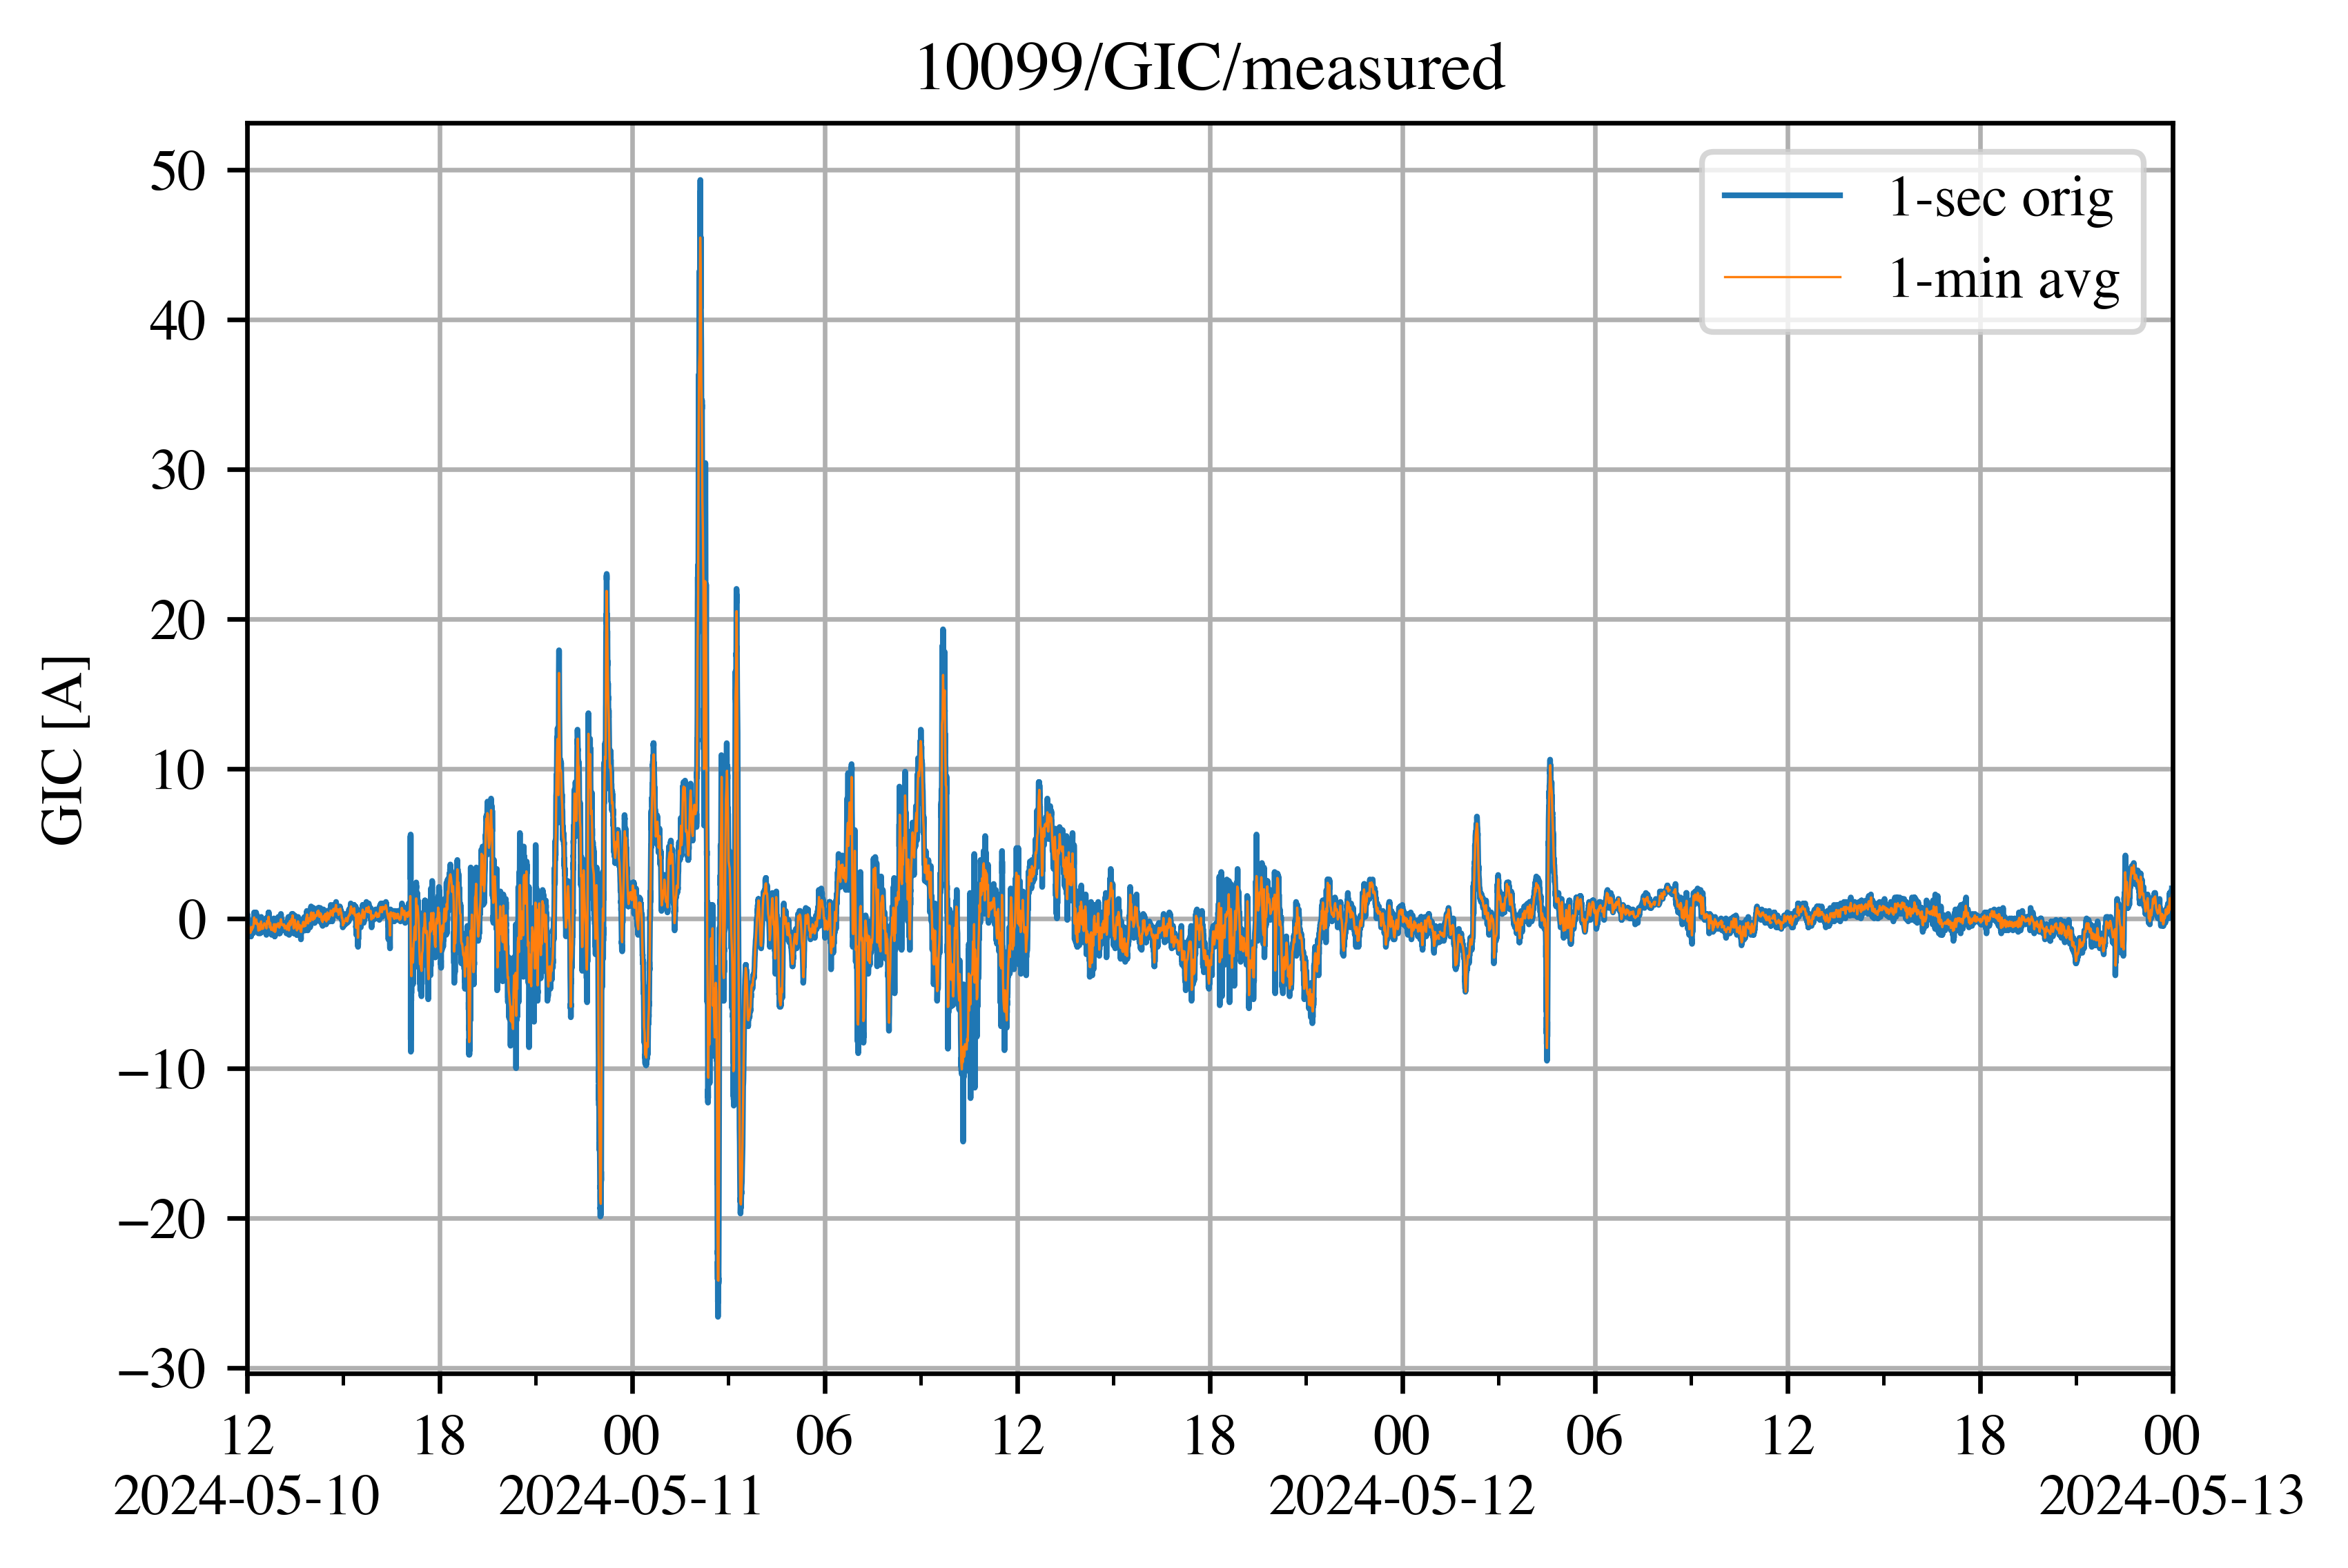 10099/GIC/measured
1-sec orig
1-min avg
GIC [A]
50
40
30
20
10
0
−10
−20
−30
12 18 00 06 12 18 00 06 12 18 00
2024-05-10 2024-05-11 2024-05-12 2024-05-13